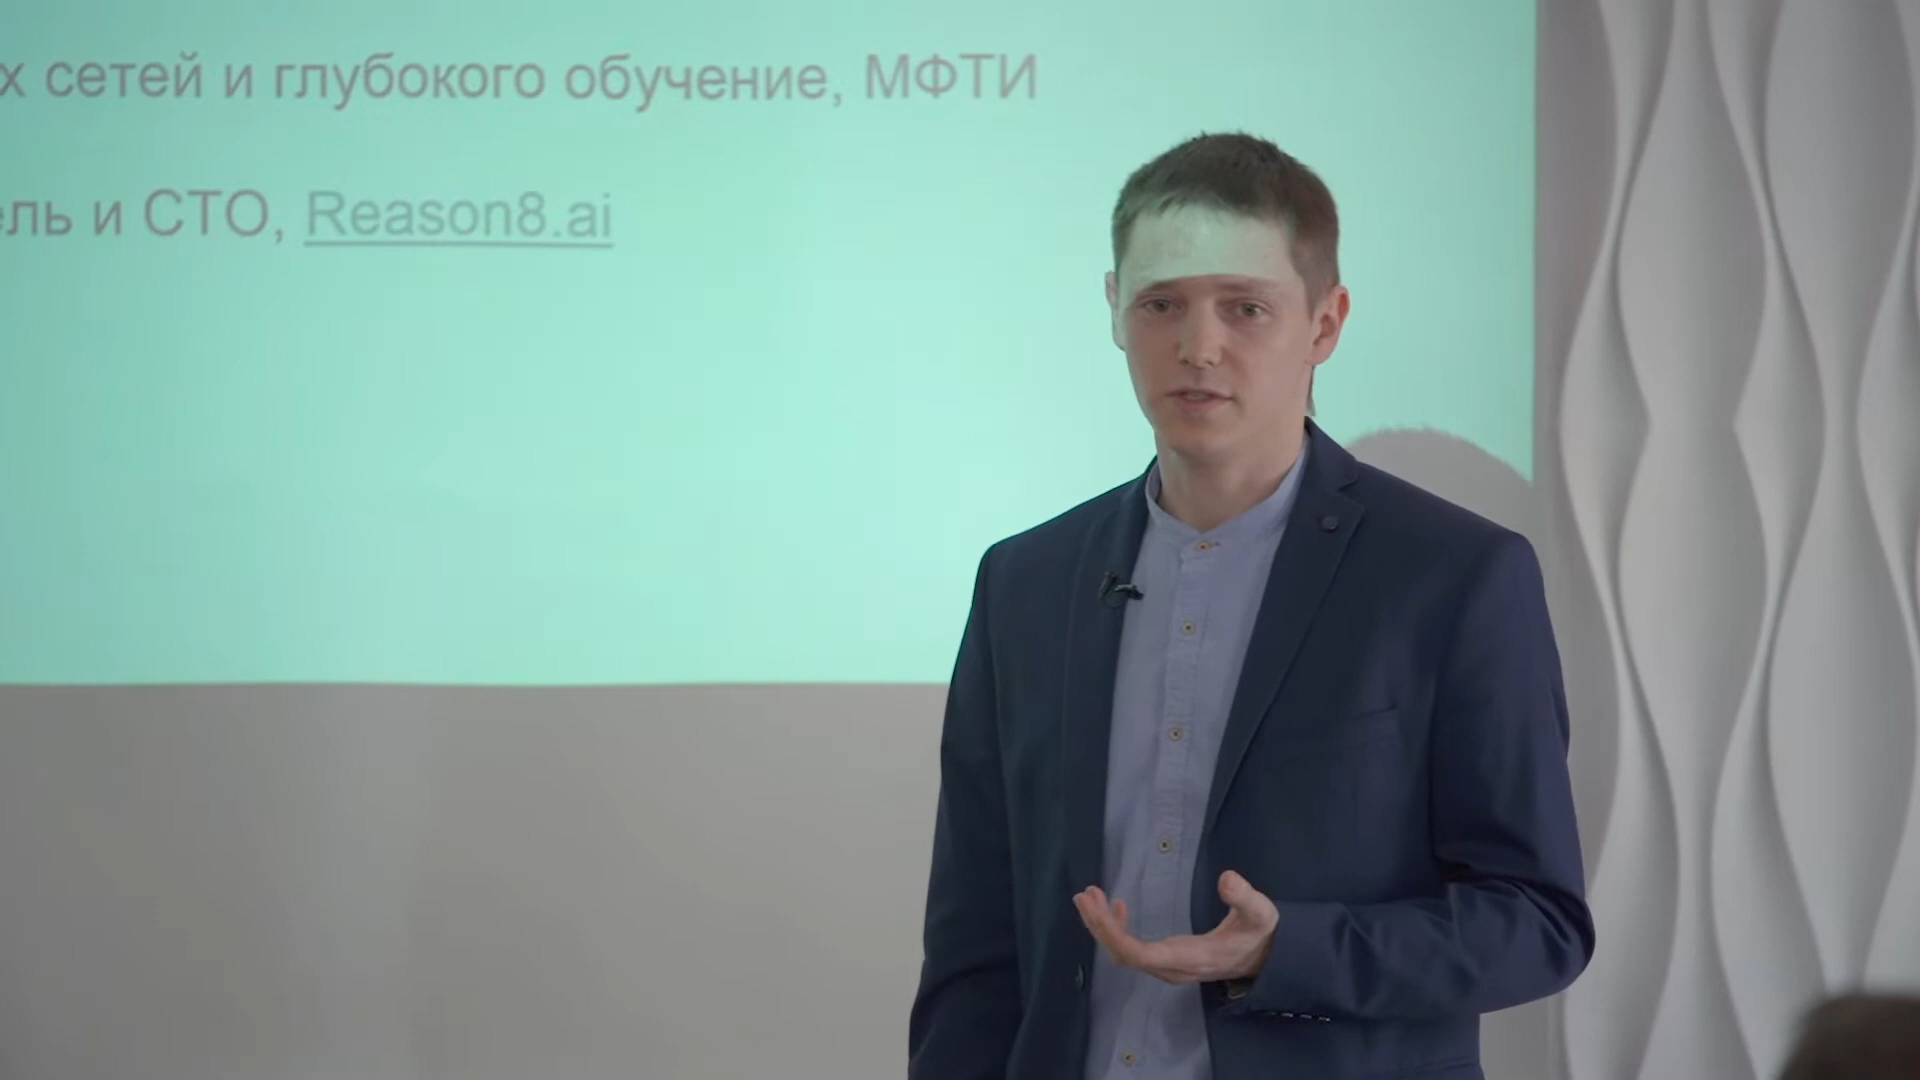 х сетей и глубокого обучение, МФТИ
ель и СТО, Reason8.ai